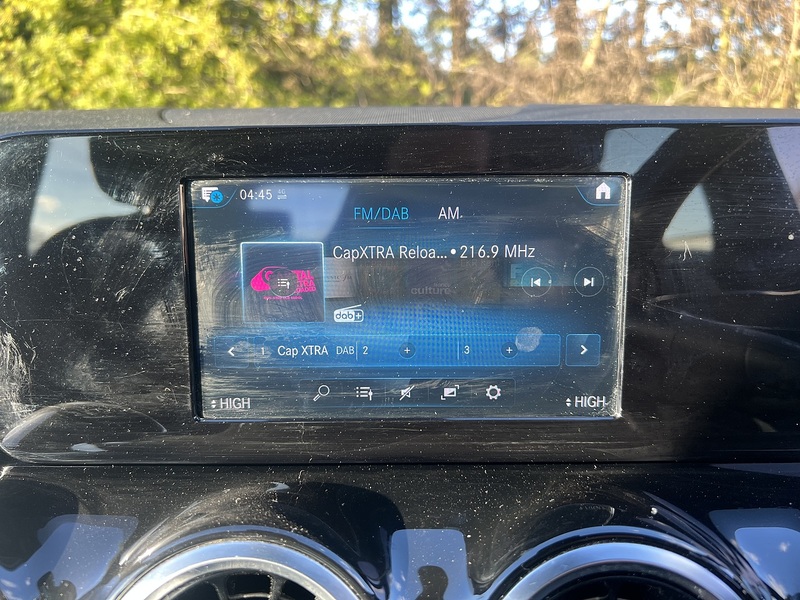 04:45
FM/DAB AM
CapXTRA Reloa... • 216.9 MHz
culture
dab+
1 Cap XTRA DAB 2 + 3 +
HIGH HIGH